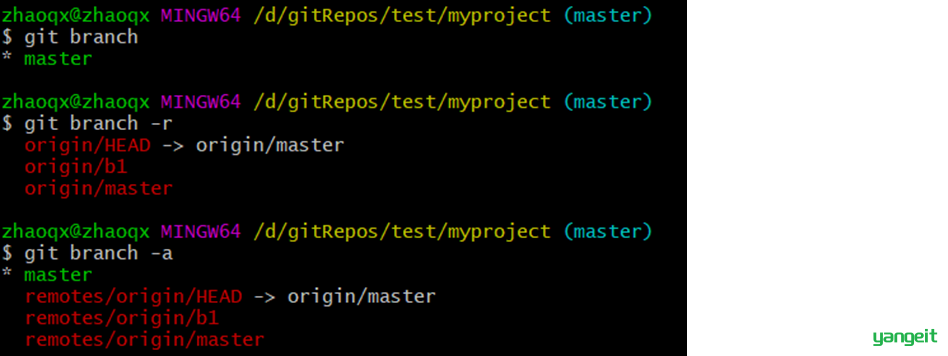 zhaoqx@zhaoqx MINGW64 /d/gitRepos/test/myproject (master)
$ git branch
* master
zhaoqx@zhaoqx MINGW64 /d/gitRepos/test/myproject (master)
$ git branch -r
  origin/HEAD -> origin/master
  origin/b1
  origin/master
zhaoqx@zhaoqx MINGW64 /d/gitRepos/test/myproject (master)
$ git branch -a
* master
  remotes/origin/HEAD -> origin/master
  remotes/origin/b1
  remotes/origin/master
yangeit